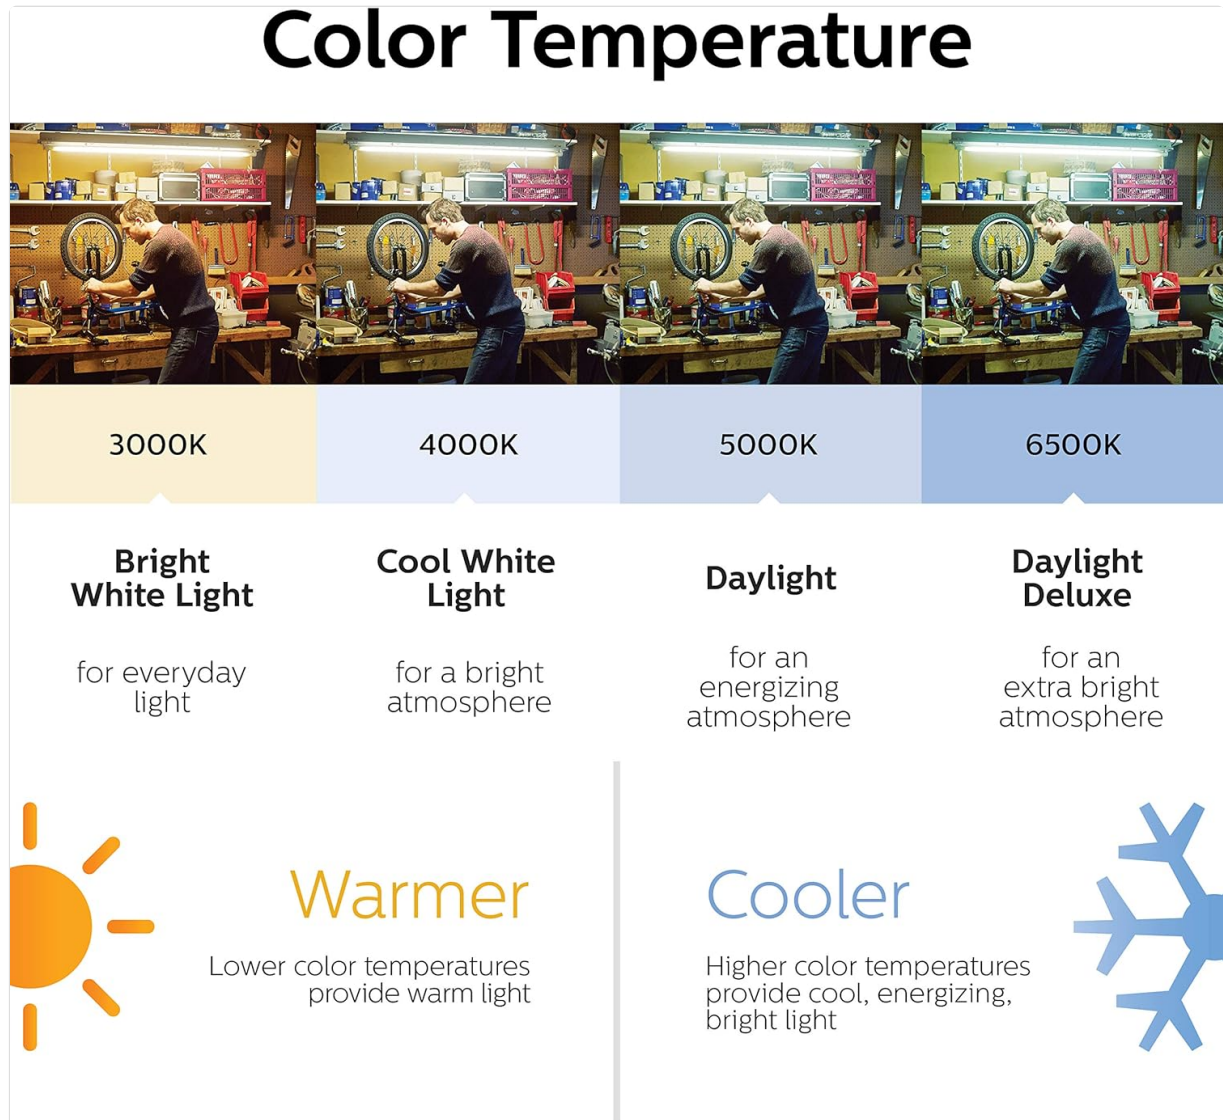 Color Temperature
3000K
4000K
5000K
6500K
Bright
White Light
Cool White
Light
Daylight
Daylight
Deluxe
for everyday
light
for a bright
atmosphere
for an
energizing
atmosphere
for an
extra bright
atmosphere
Warmer
Lower color temperatures
provide warm light
Cooler
Higher color temperatures
provide cool, energizing,
bright light